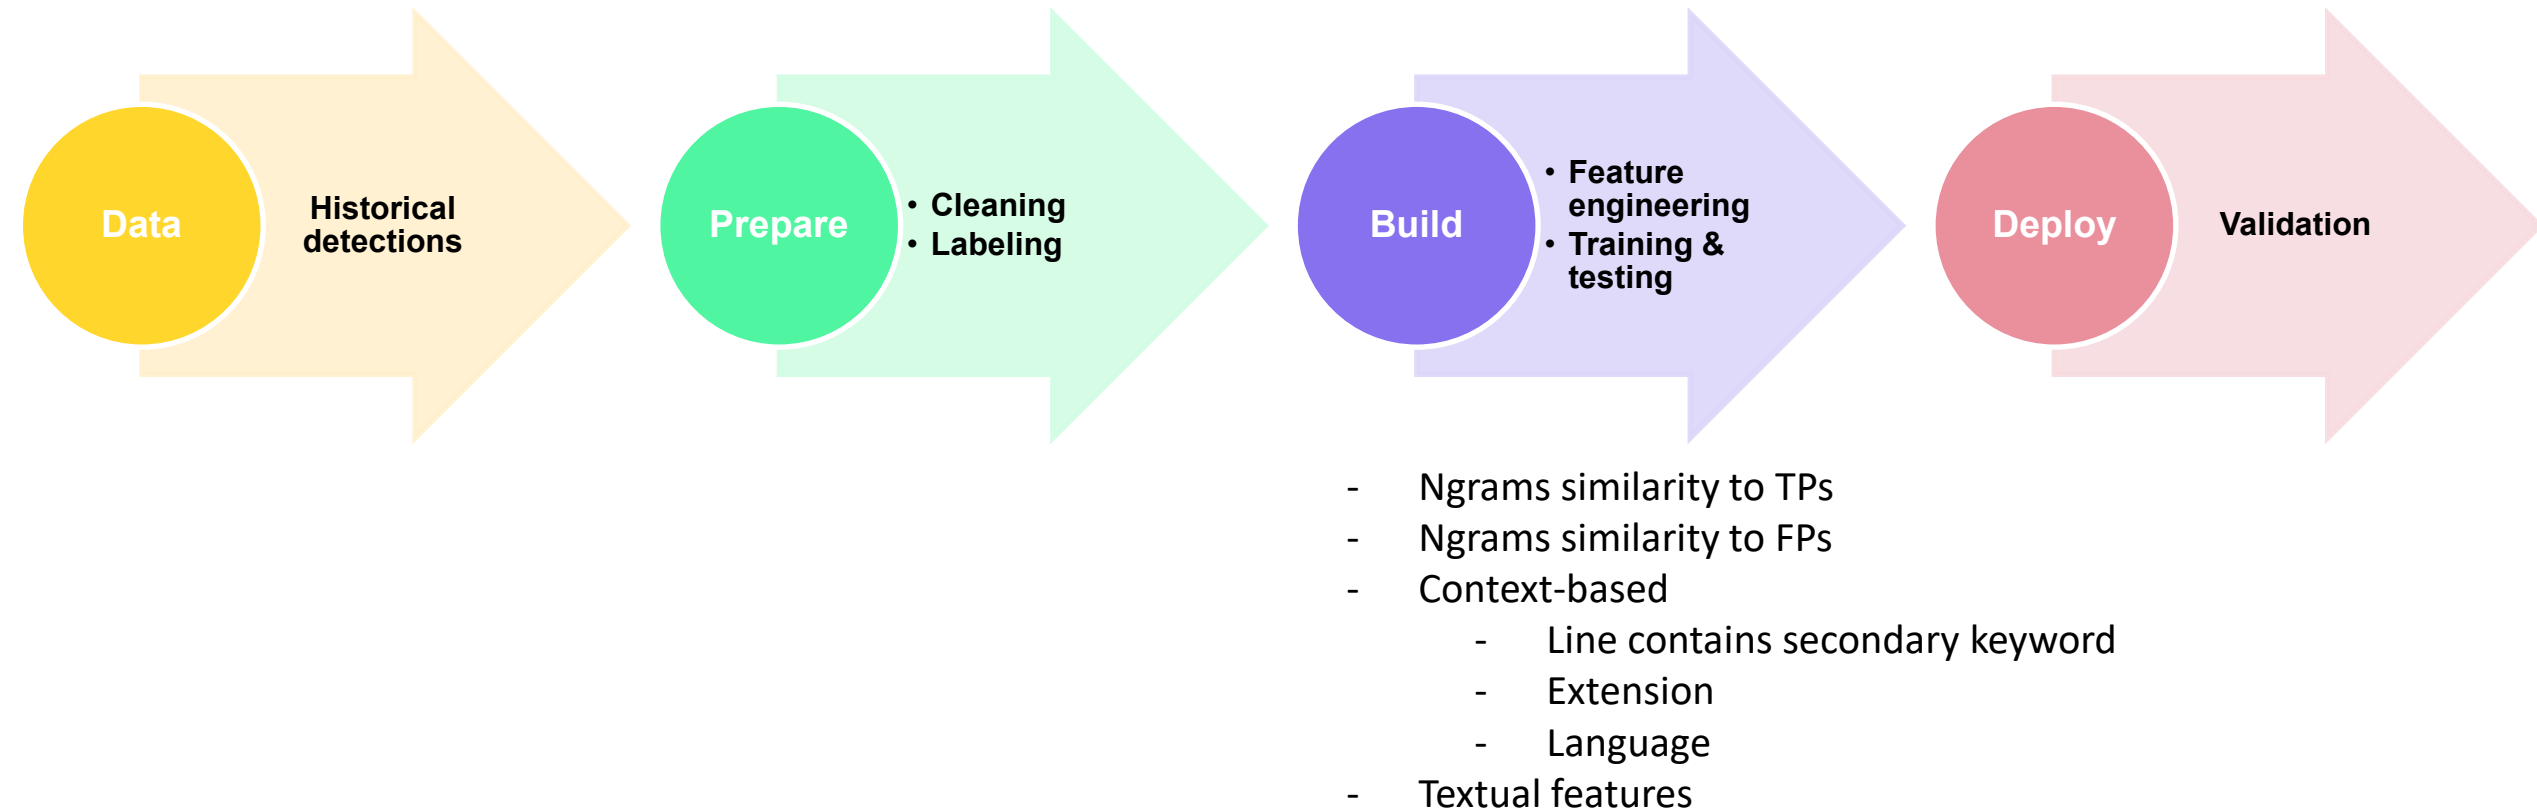 Data
Historical
detections
Prepare
• Cleaning
• Labeling
Build
• Feature
engineering
• Training &
testing
Deploy
Validation
- Ngrams similarity to TPs
- Ngrams similarity to FPs
- Context-based
- Line contains secondary keyword
- Extension
- Language
- Textual features